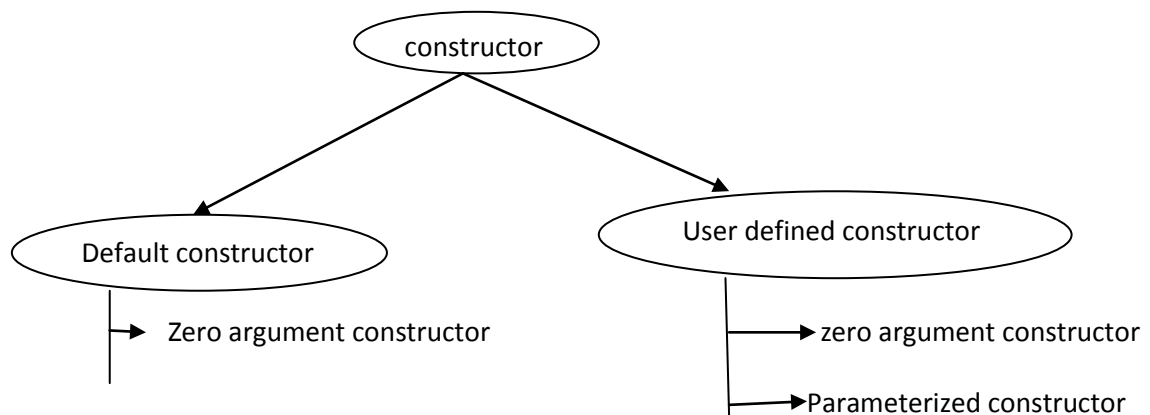 constructor
Default constructor
User defined constructor
Zero argument constructor
zero argument constructor
Parameterized constructor